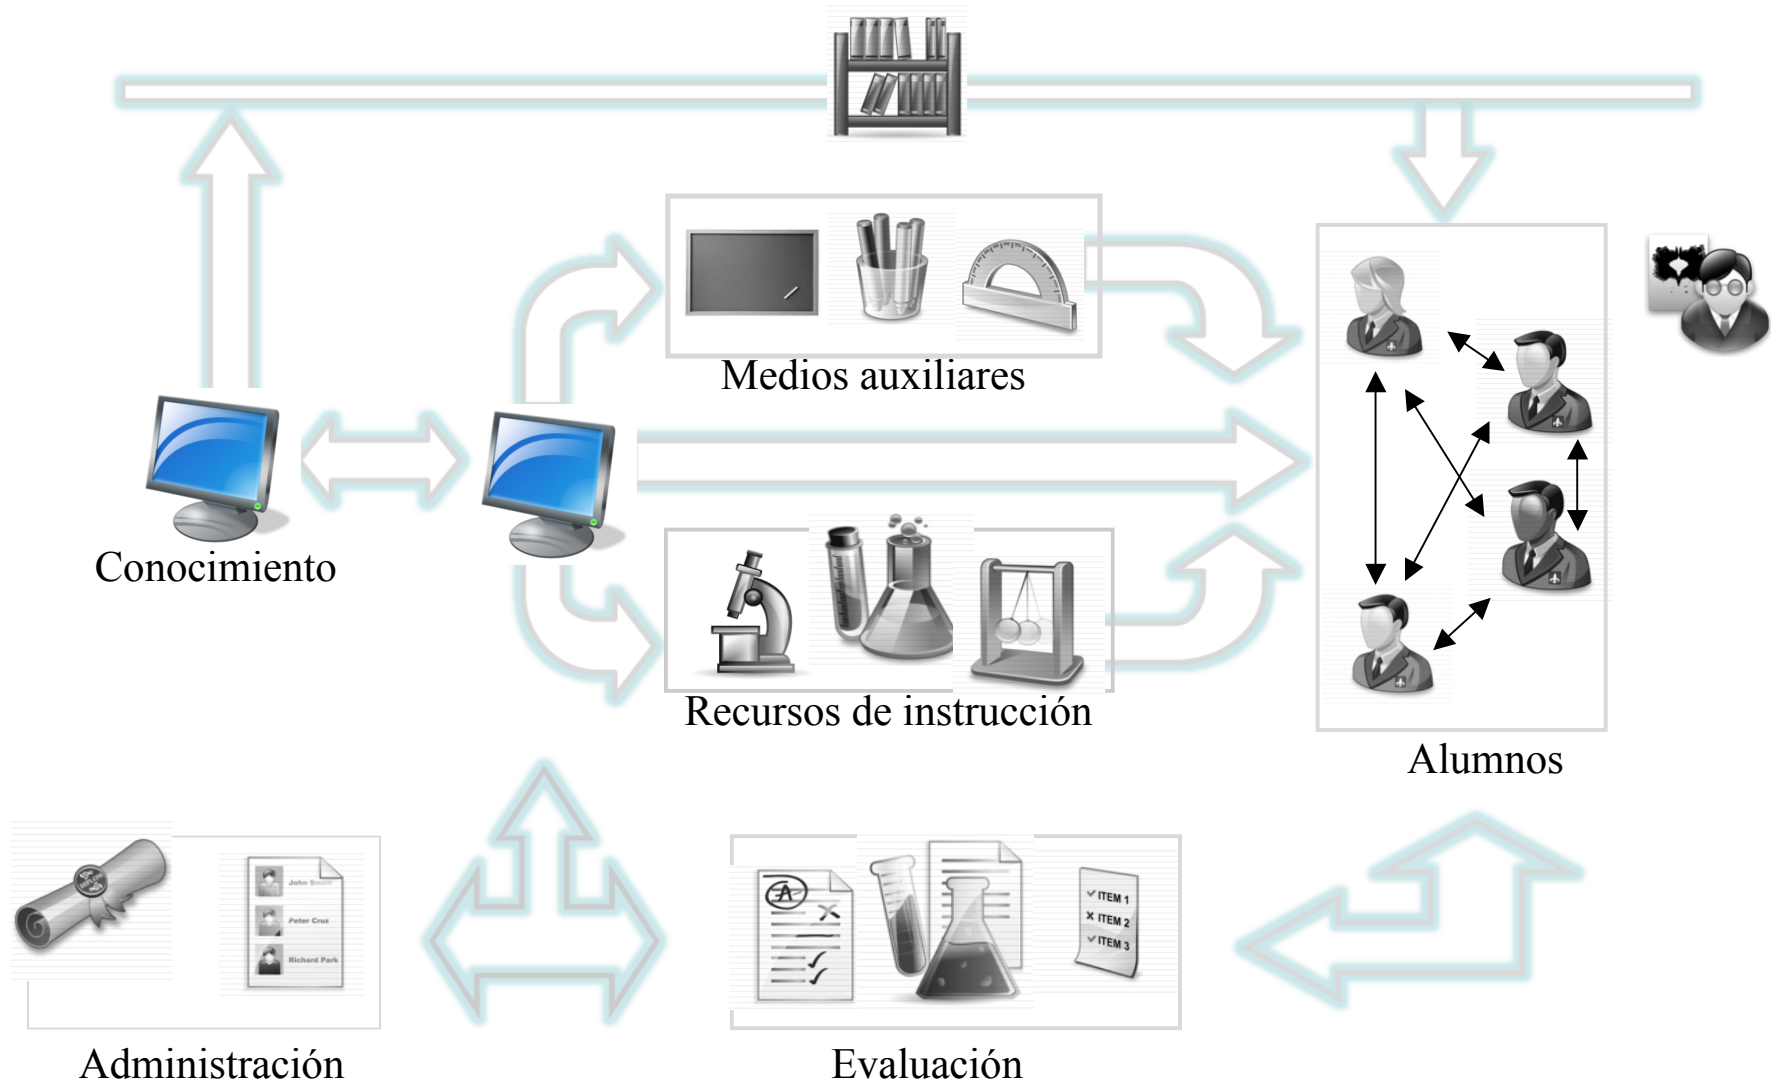 Medios auxiliares
Conocimiento
Recursos de instrucción
Alumnos
John Smith
Peter Cruz
Richard Park
A
ITEM 1
ITEM 2
ITEM 3
Administración
Evaluación